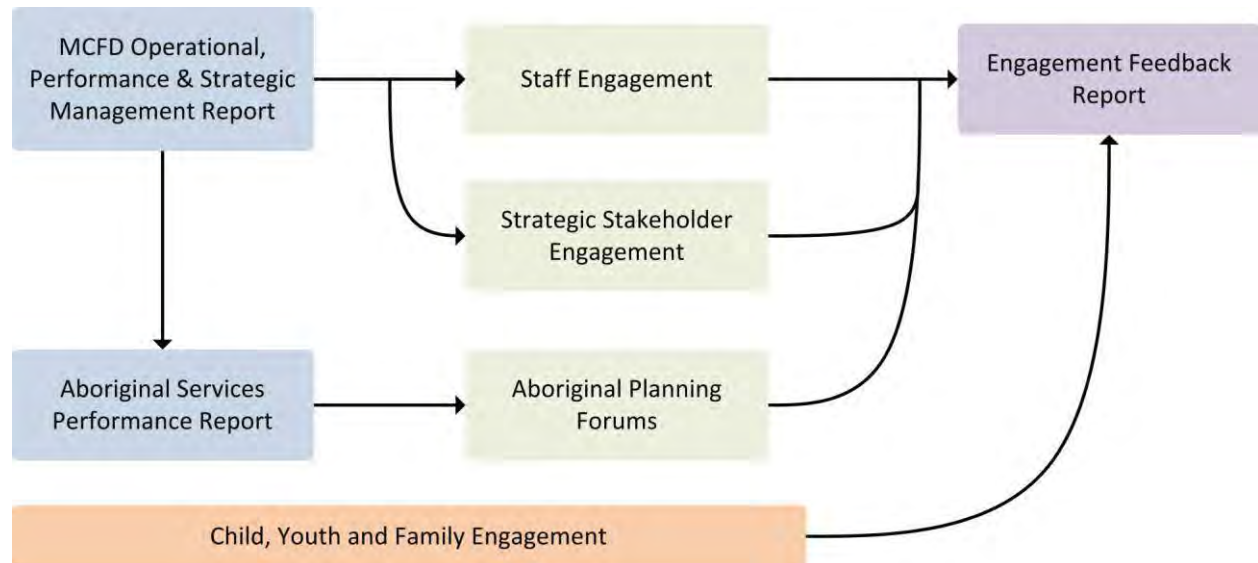 MCFD Operational,
Performance & Strategic
Management Report
Staff Engagement
Engagement Feedback
Report
Strategic Stakeholder
Engagement
Aboriginal Services
Performance Report
Aboriginal Planning
Forums
Child, Youth and Family Engagement